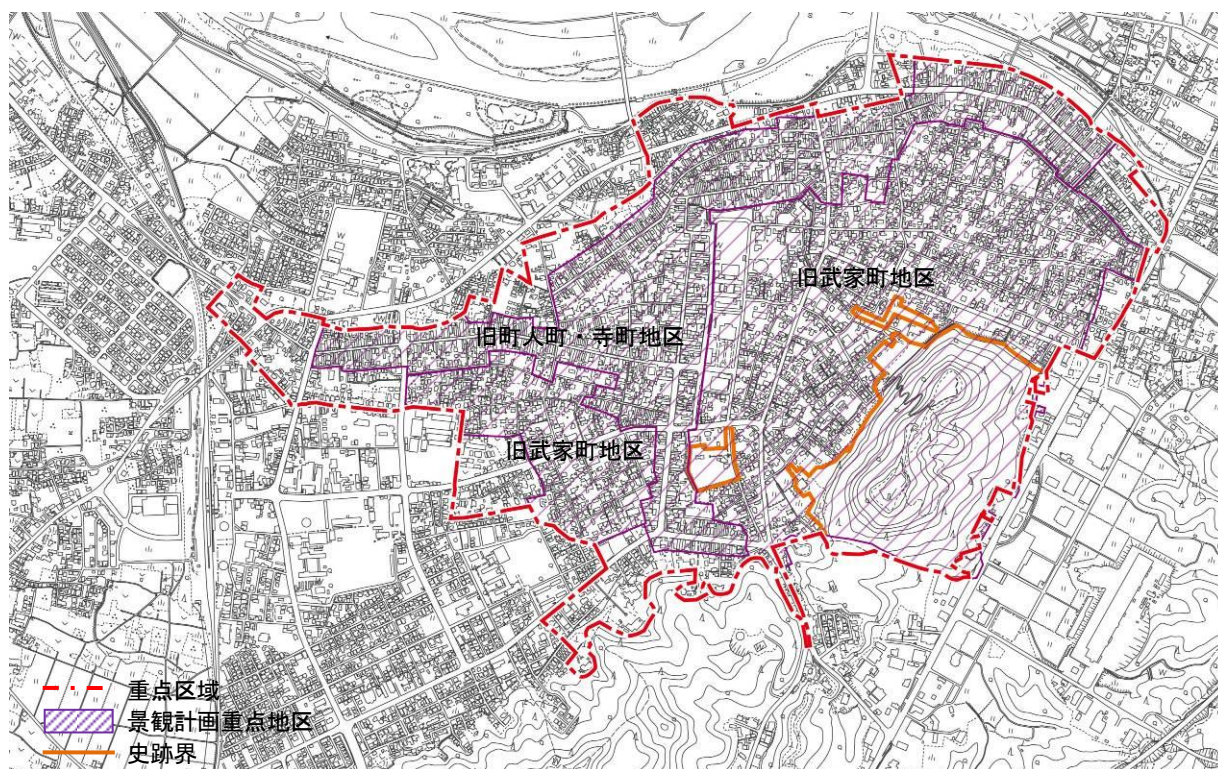 旧武家町地区
旧町人町・寺町地区
旧武家町地区
重点区域
景観計画重点地区
史跡界